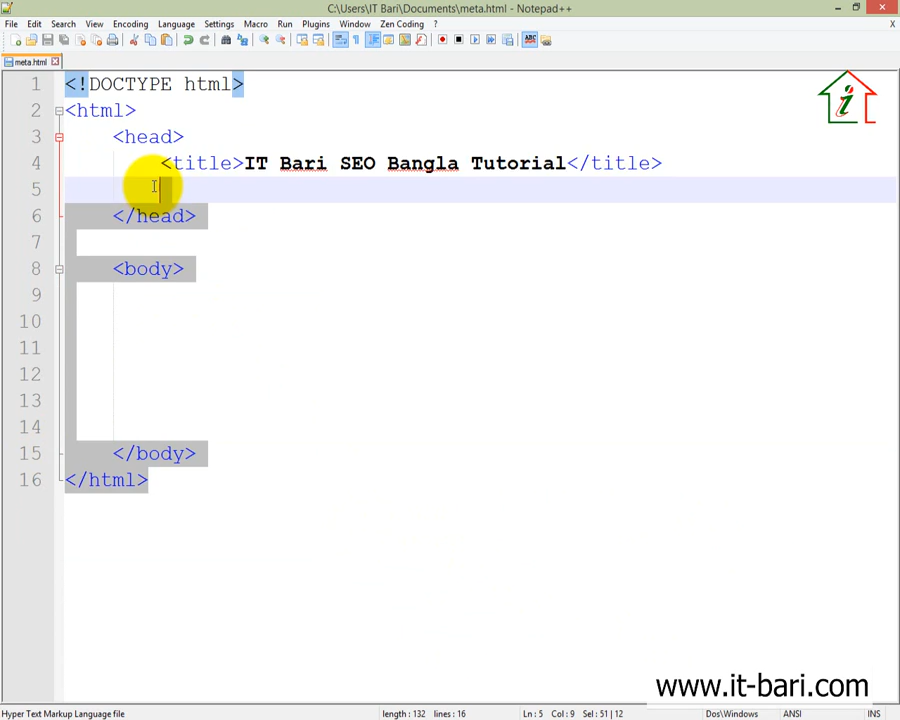 C:\Users\IT Bari\Documents\meta.html - Notepad++
File Edit Search View Encoding Language Settings Macro Run Plugins Window Zen Coding ? X
meta.html
1 <!DOCTYPE html>
2 <html>
3 <head>
4 <title>IT Bari SEO Bangla Tutorial</title>
5
6 </head>
7
8 <body>
9
10
11
12
13
14
15 </body>
16 </html>
www.it-bari.com
Hyper Text Markup Language file length : 132 lines : 16 Ln : 5 Col : 9 Sel : 51 | 12 Dos\Windows ANSI INS